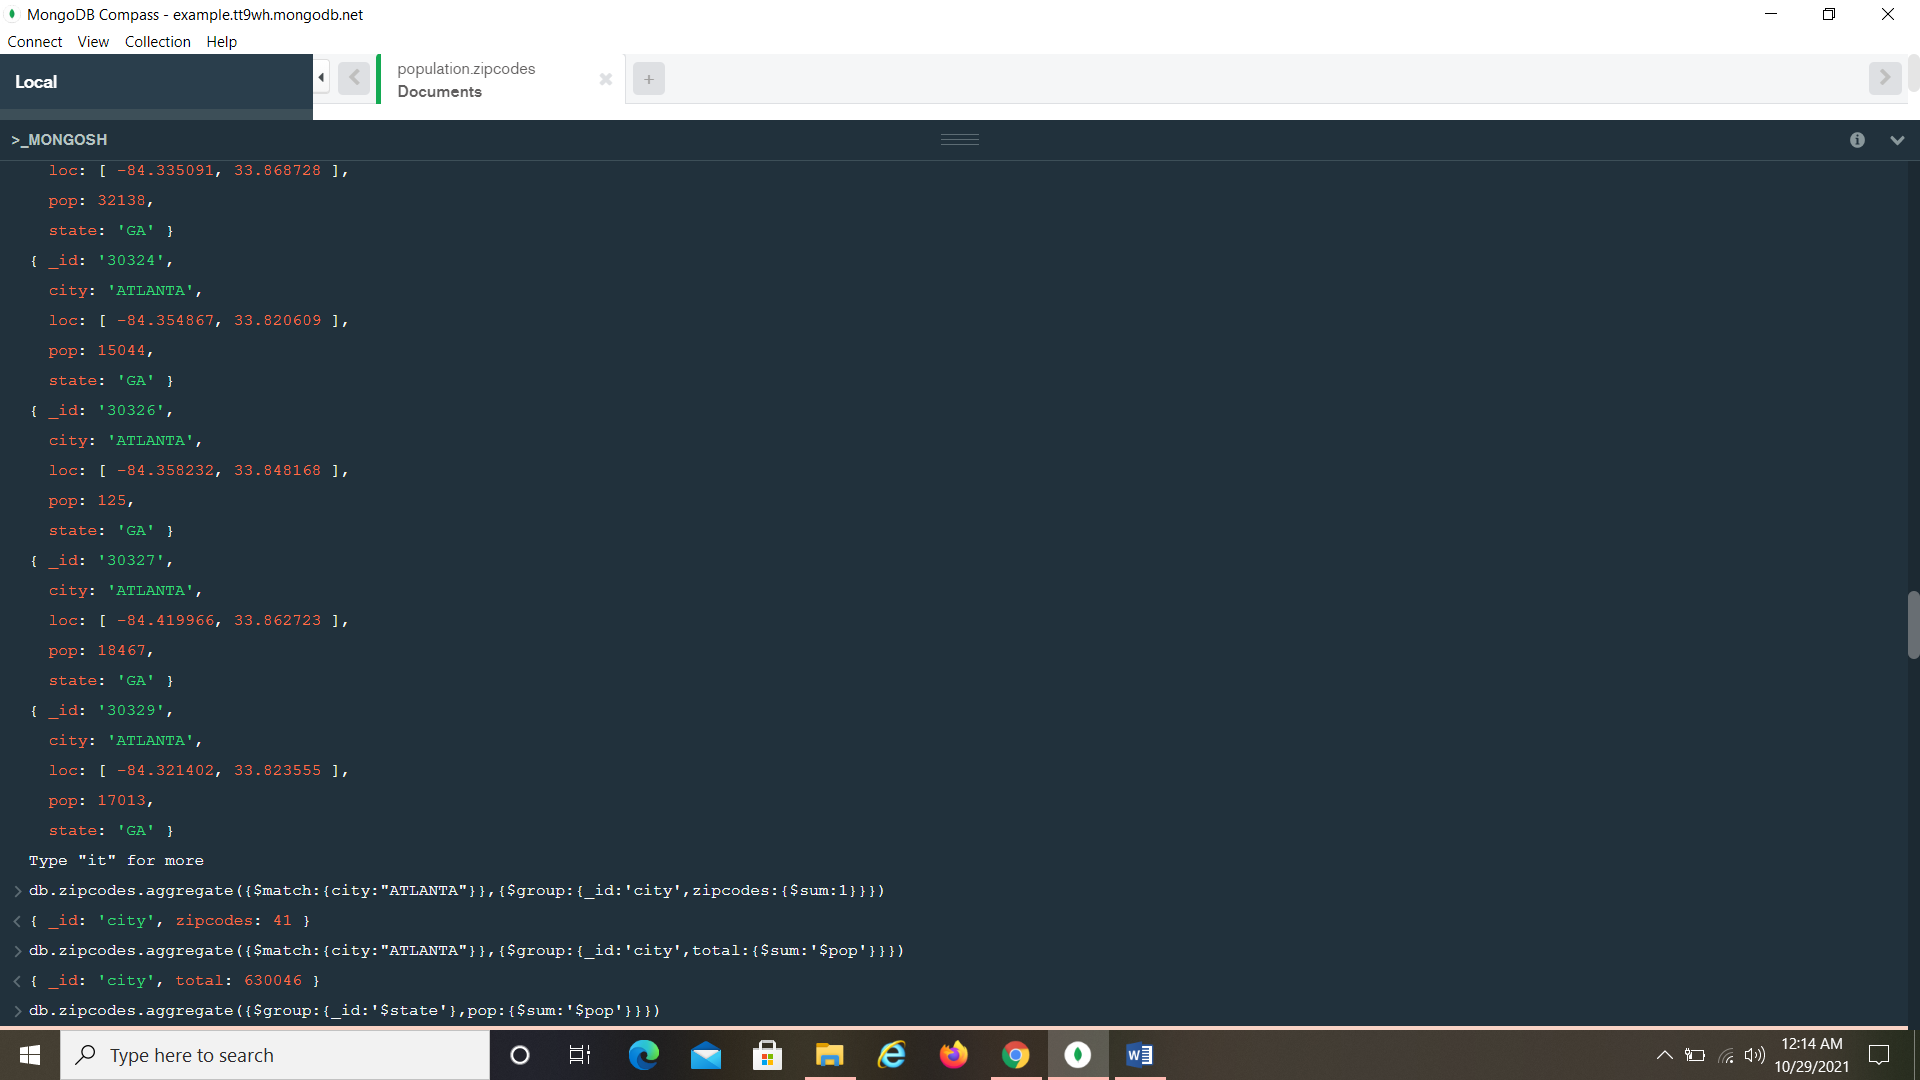 MongoDB Compass - example.tt9wh.mongodb.net
Connect View Collection Help
Local
population.zipcodes
Documents
>_MONGOSH
loc: [ -84.335091, 33.868728 ],
pop: 32138,
state: 'GA' }
{ _id: '30324',
city: 'ATLANTA',
loc: [ -84.354867, 33.820609 ],
pop: 15044,
state: 'GA' }
{ _id: '30326',
city: 'ATLANTA',
loc: [ -84.358232, 33.848168 ],
pop: 125,
state: 'GA' }
{ _id: '30327',
city: 'ATLANTA',
loc: [ -84.419966, 33.862723 ],
pop: 18467,
state: 'GA' }
{ _id: '30329',
city: 'ATLANTA',
loc: [ -84.321402, 33.823555 ],
pop: 17013,
state: 'GA' }
Type "it" for more
> db.zipcodes.aggregate({$match:{city:"ATLANTA"}},{$group:{_id:'city',zipcodes:{$sum:1}}})
< { _id: 'city', zipcodes: 41 }
> db.zipcodes.aggregate({$match:{city:"ATLANTA"}},{$group:{_id:'city',total:{$sum:'$pop'}}})
< { _id: 'city', total: 630046 }
> db.zipcodes.aggregate({$group:{_id:'$state'},pop:{$sum:'$pop'}}})
Type here to search
12:14 AM
10/29/2021